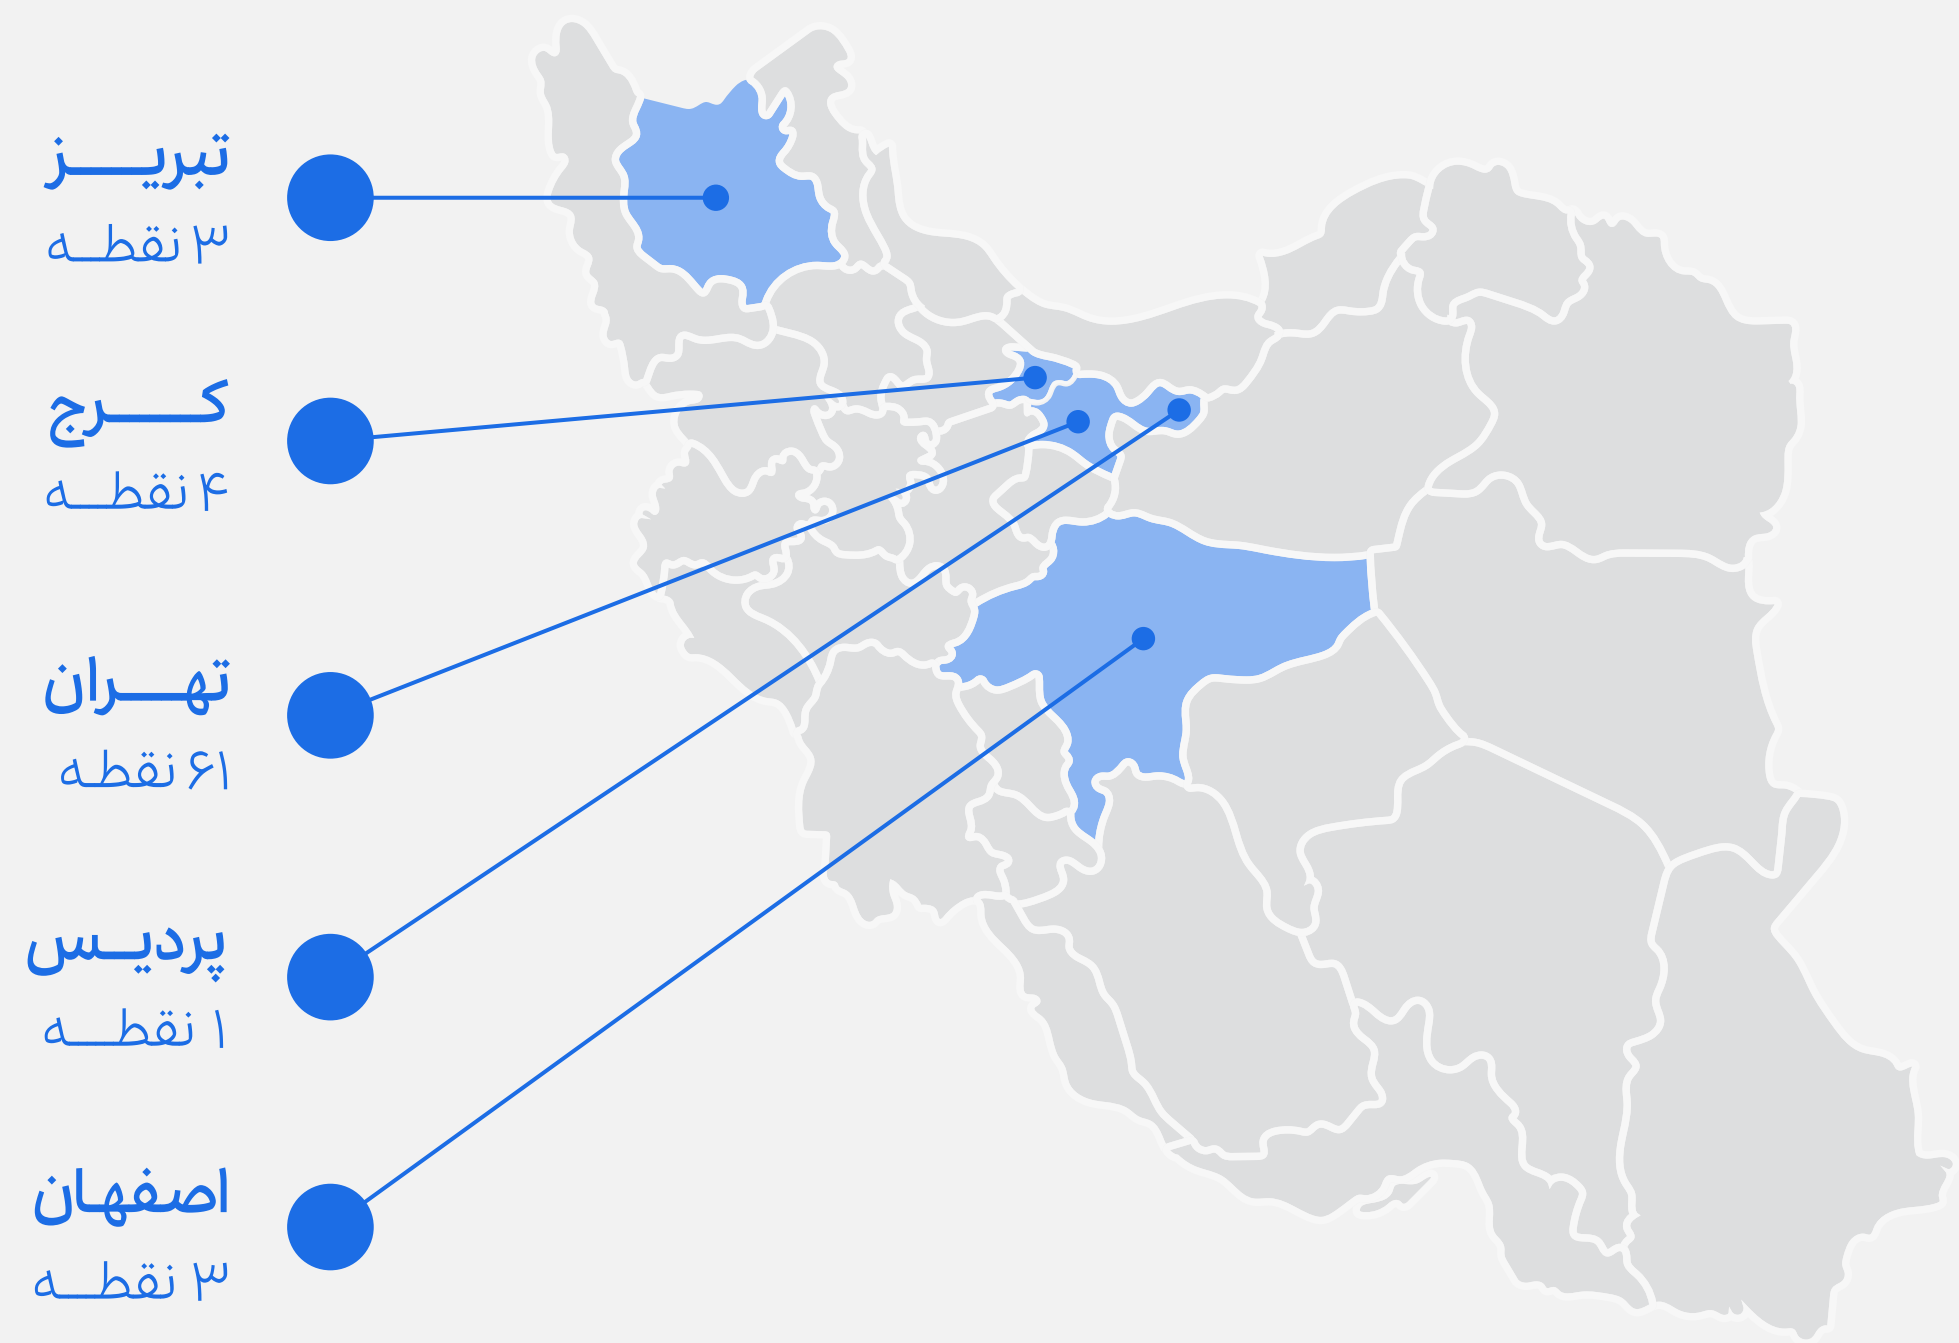 تبریز
۳ نقطه
کرج
۴ نقطه
تهران
۶۱ نقطه
پردیس
۱ نقطه
اصفهان
۳ نقطه